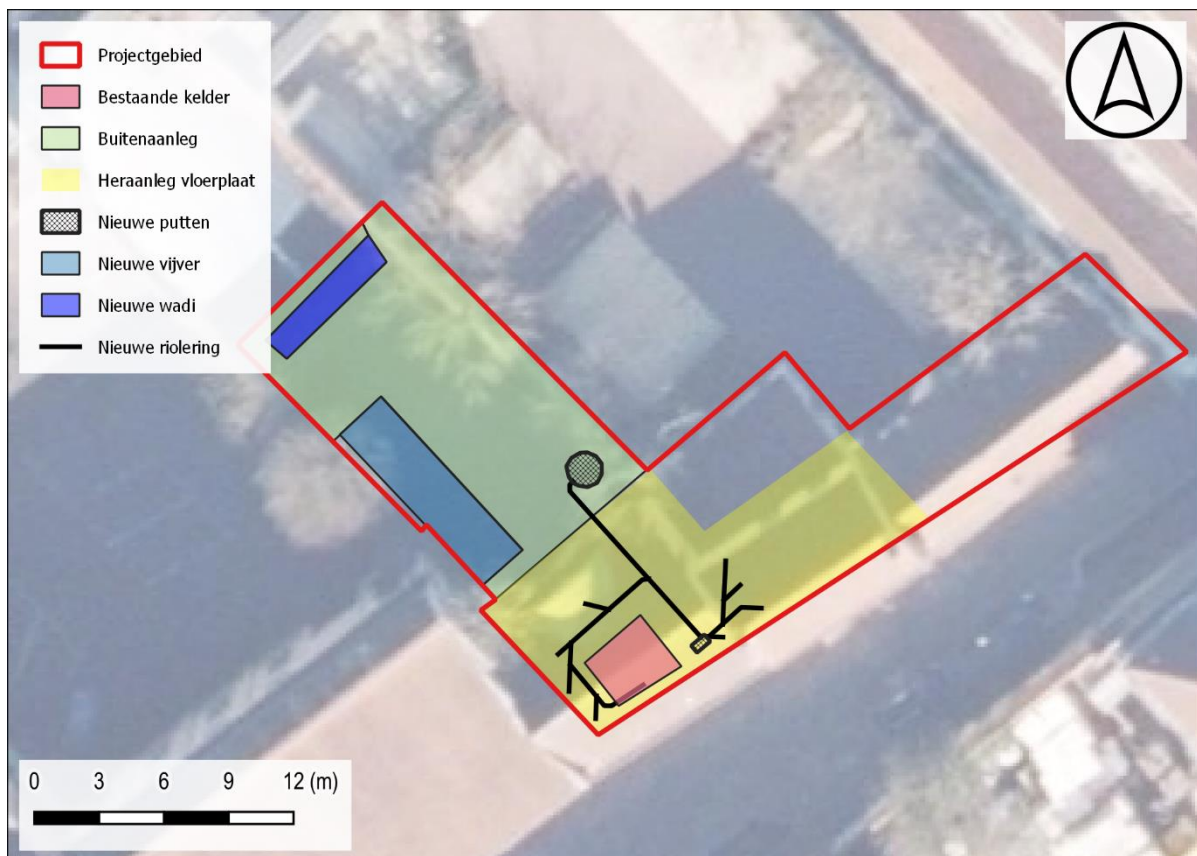 Projectgebied
Bestaande kelder
Buitenaanleg
Heraanleg vloerplaat
Nieuwe putten
Nieuwe vijver
Nieuwe wadi
Nieuwe riolering
0 3 6 9 12 (m)